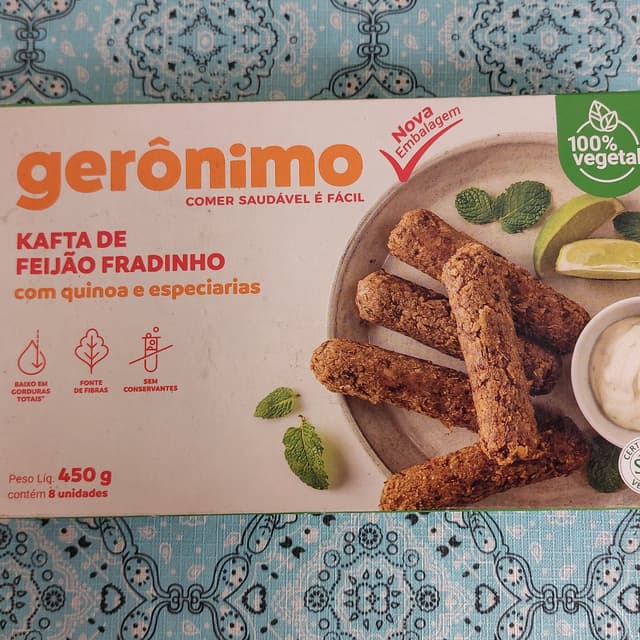 gerônimo
COMER SAUDÁVEL É FÁCIL
Nova
Embalagem
100%
vegetal
KAFTA DE
FEIJÃO FRADINHO
com quinoa e especiarias
BAIXO EM
GORDURAS
TOTAIS*
FONTE
DE FIBRAS
SEM
CONSERVANTES
Peso Líq. 450 g
contém 8 unidades